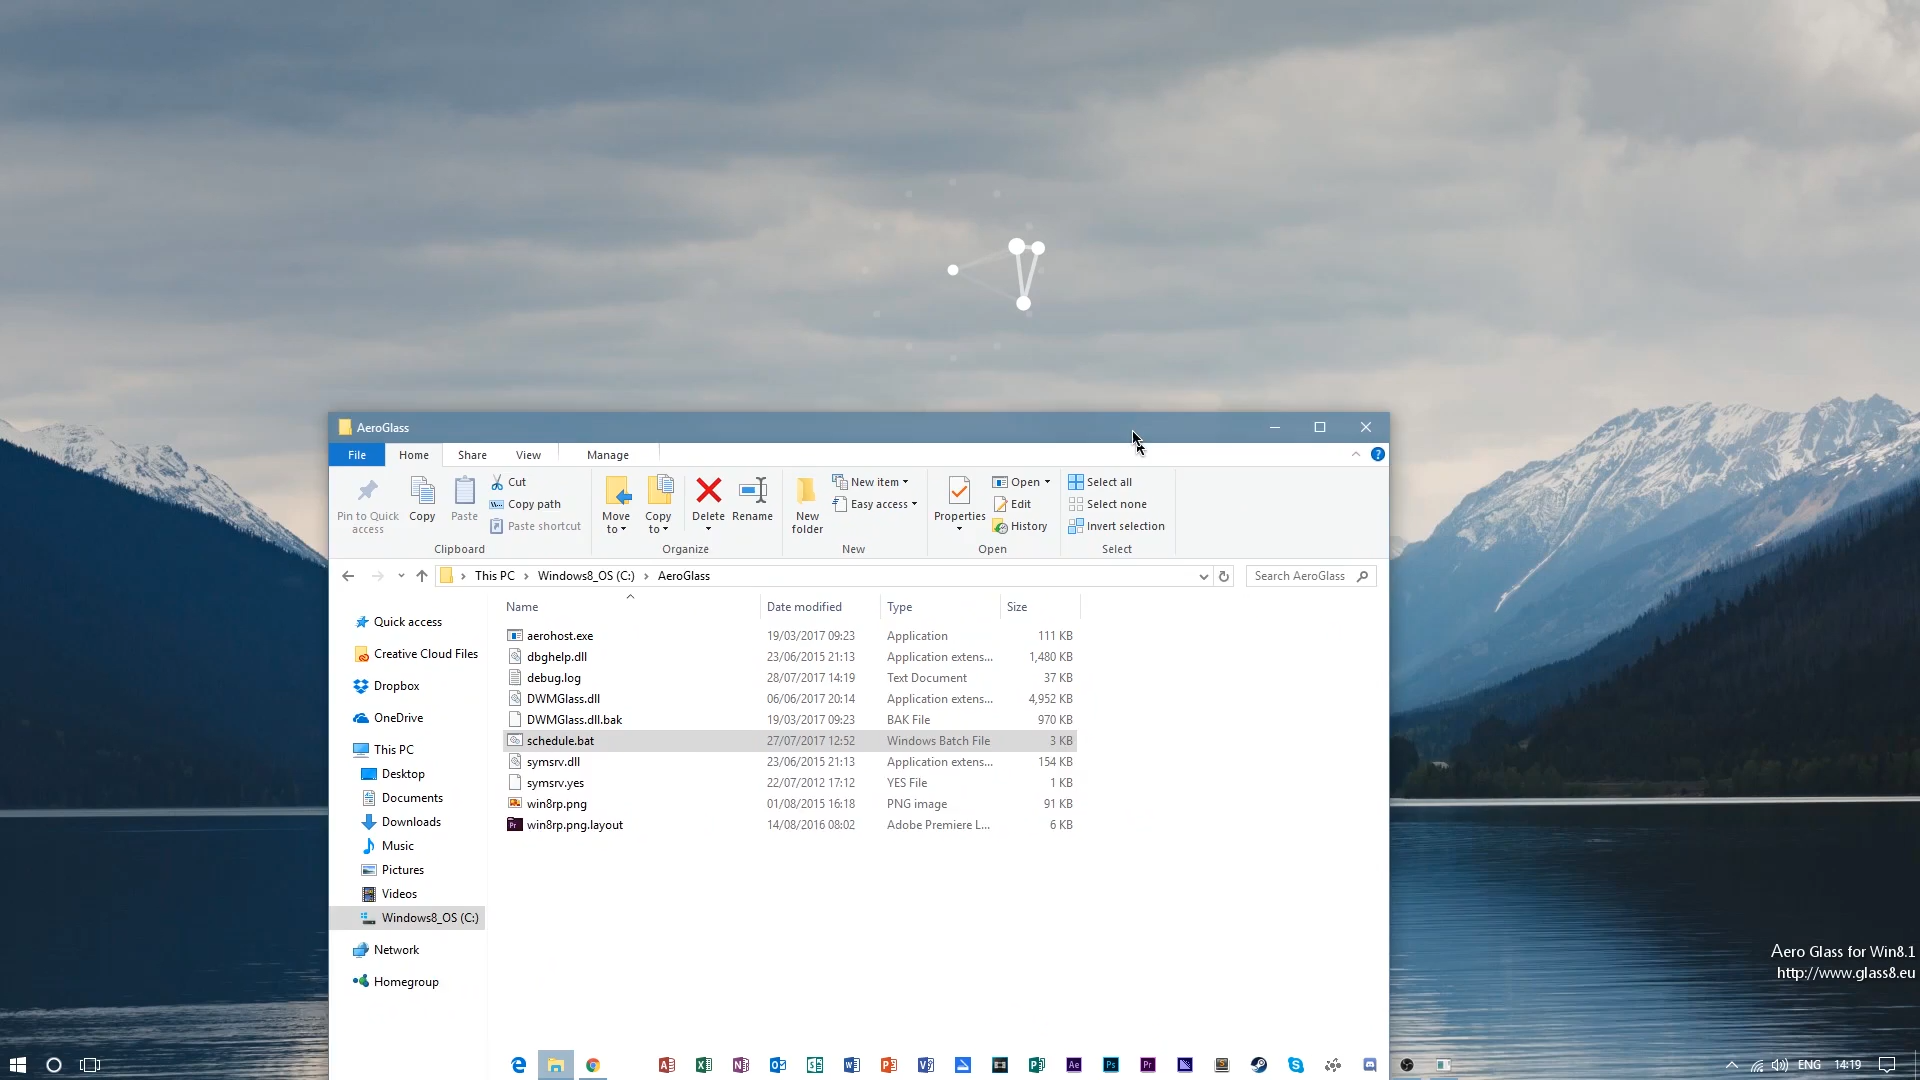 AeroGlass
File Home Share View Manage
Pin to Quick access
Copy
Paste
Cut
Copy path
Paste shortcut
Clipboard
Move to
Copy to
Delete
Rename
Organize
New folder
New item
Easy access
New
Properties
Open
Edit
History
Open
Select all
Select none
Invert selection
Select
This PC > Windows8_OS (C:) > AeroGlass
Search AeroGlass
Quick access
Creative Cloud Files
Dropbox
OneDrive
This PC
Desktop
Documents
Downloads
Music
Pictures
Videos
Windows8_OS (C:)
Network
Homegroup
Name Date modified Type Size
aerohost.exe 19/03/2017 09:23 Application 111 KB
dbghelp.dll 23/06/2015 21:13 Application extens... 1,480 KB
debug.log 28/07/2017 14:19 Text Document 37 KB
DWMGlass.dll 06/06/2017 20:14 Application extens... 4,952 KB
DWMGlass.dll.bak 19/03/2017 09:23 BAK File 970 KB
schedule.bat 27/07/2017 12:52 Windows Batch File 3 KB
symsrv.dll 23/06/2015 21:13 Application extens... 154 KB
symsrv.yes 22/07/2012 17:12 YES File 1 KB
win8rp.png 01/08/2015 16:18 PNG image 91 KB
win8rp.png.layout 14/08/2016 08:02 Adobe Premiere L... 6 KB
Aero Glass for Win8.1
http://www.glass8.eu
ENG 14:19